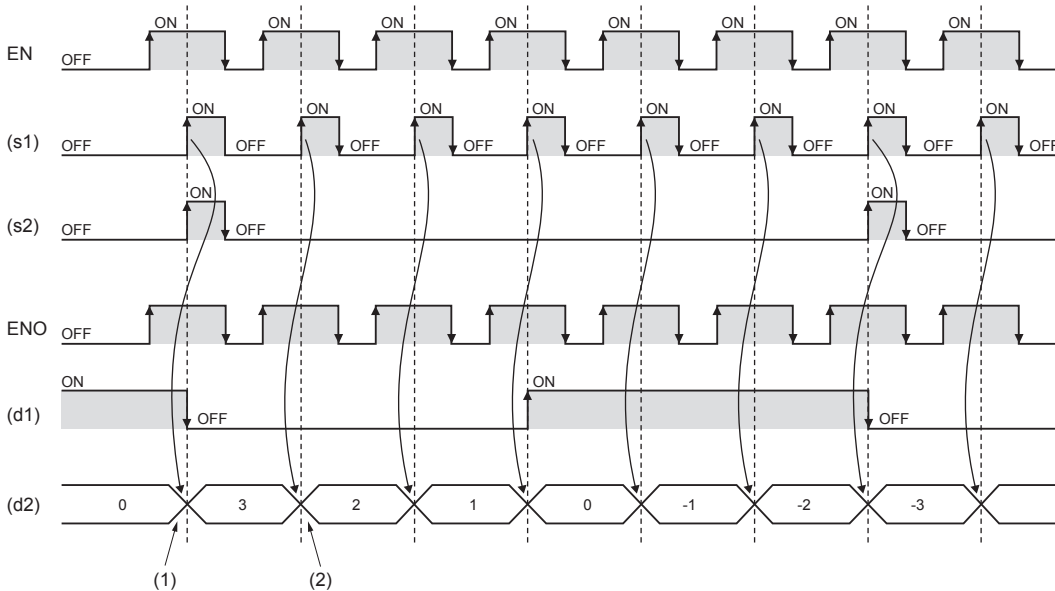 ON ON ON ON ON ON ON ON
EN
OFF
ON ON ON ON ON ON ON ON
(s1)
OFF OFF OFF OFF OFF OFF OFF OFF OFF
ON ON
(s2)
OFF OFF OFF
ENO
OFF
ON ON
(d1)
OFF OFF
(d2) 0 3 2 1 0 -1 -2 -3
(1) (2)